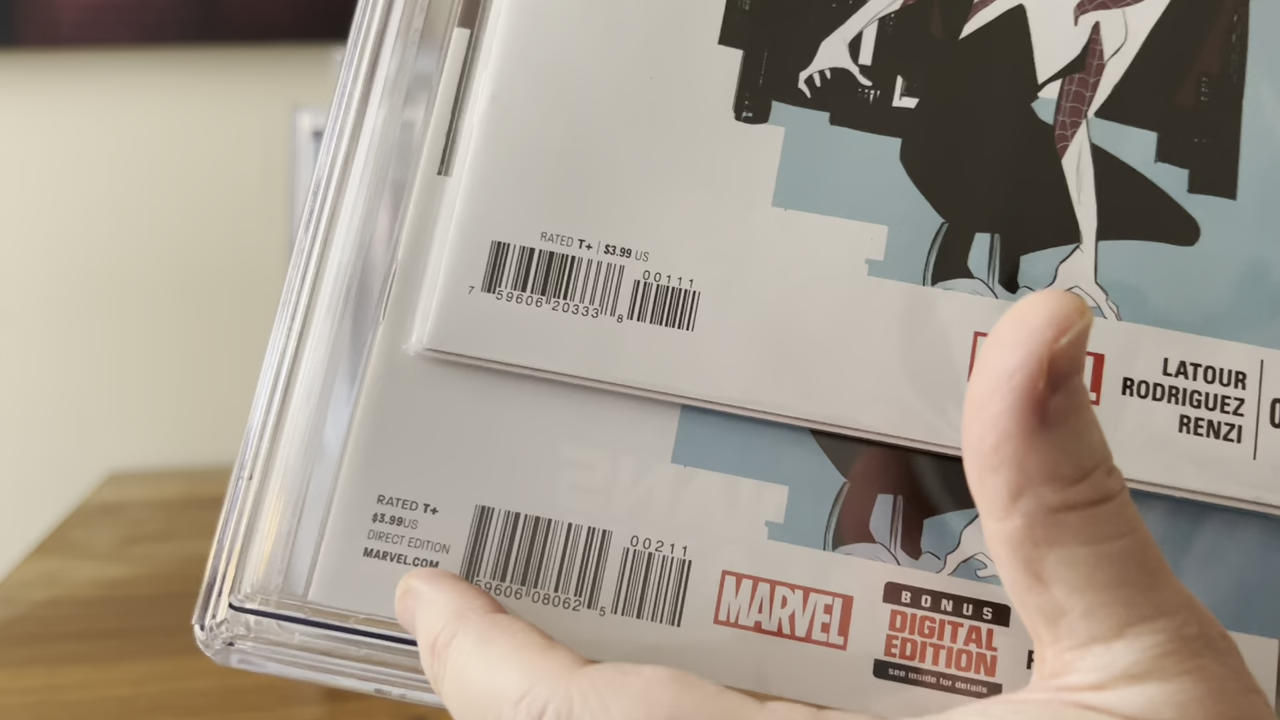 RATED T+ | $3.99 US
00111
7 59606 20333 8
LATOUR
RODRIGUEZ
RENZI
RATED T+
$3.99US
DIRECT EDITION
MARVEL.COM
00211
59606 08062 5
MARVEL
BONUS
DIGITAL
EDITION
see inside for details